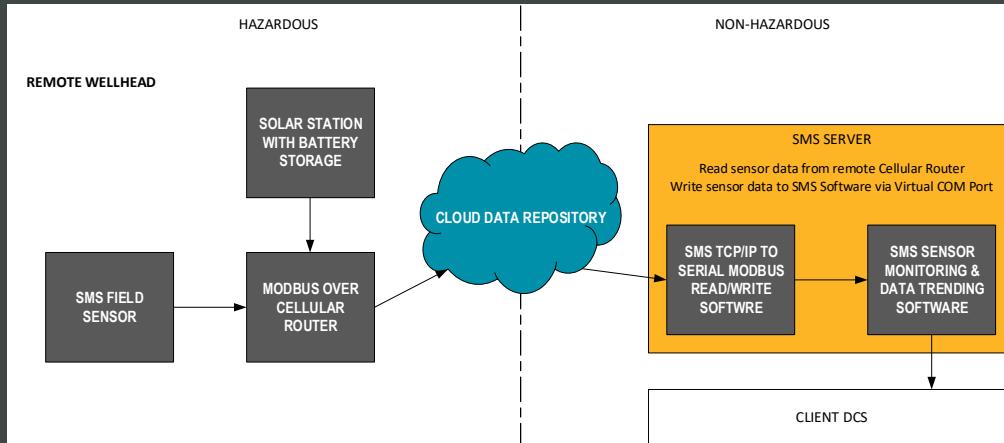 HAZARDOUS
NON-HAZARDOUS
REMOTE WELLHEAD
SOLAR STATION
WITH BATTERY
STORAGE
SMS FIELD
SENSOR
MODBUS OVER
CELLULAR
ROUTER
CLOUD DATA REPOSITORY
SMS SERVER
Read sensor data from remote Cellular Router
Write sensor data to SMS Software via Virtual COM Port
SMS TCP/IP TO
SERIAL MODBUS
READ/WRITE
SOFTWRE
SMS SENSOR
MONITORING &
DATA TRENDING
SOFTWARE
CLIENT DCS